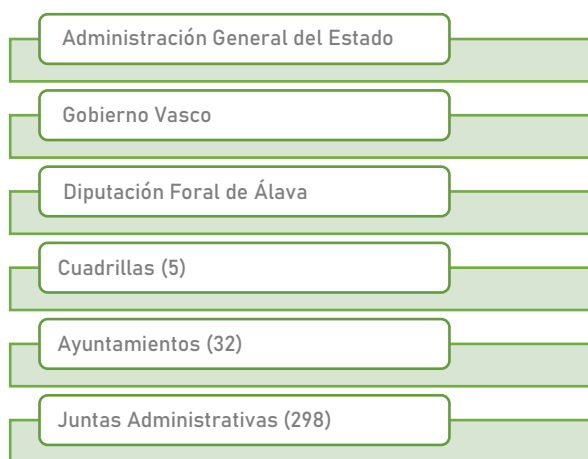 Administración General del Estado
Gobierno Vasco
Diputación Foral de Álava
Cuadrillas (5)
Ayuntamientos (32)
Juntas Administrativas (298)